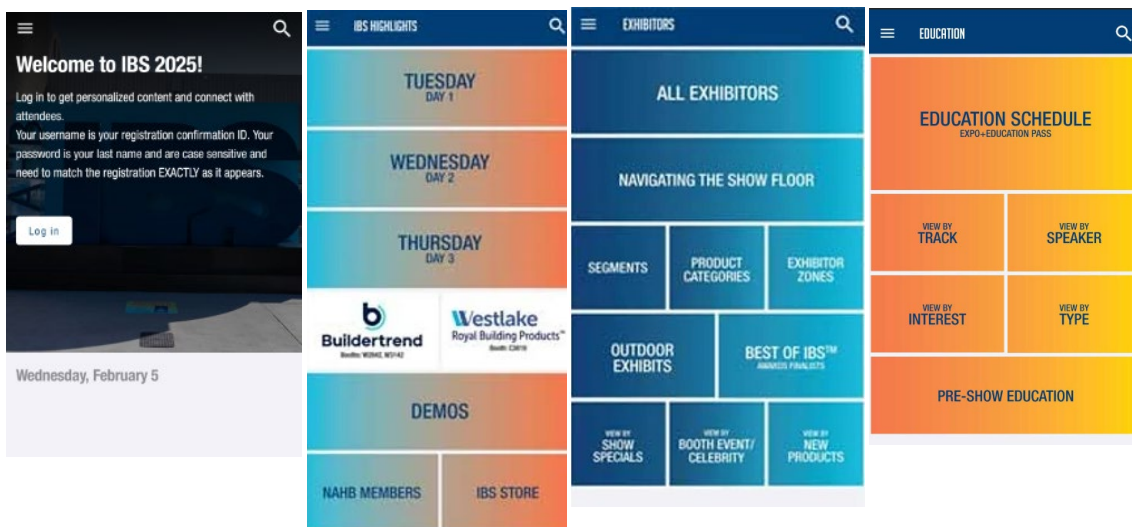 Welcome to IBS 2025!
Log in to get personalized content and connect with
attendees.
Your username is your registration confirmation ID. Your
password is your last name and are case sensitive and
need to match the registration EXACTLY as it appears.
Log in
Wednesday, February 5
IBS HIGHLIGHTS
TUESDAY
DAY 1
WEDNESDAY
DAY 2
THURSDAY
DAY 3
Buildertrend
Westlake
Royal Building Products™
DEMOS
NAHB MEMBERS
IBS STORE
EXHIBITORS
ALL EXHIBITORS
NAVIGATING THE SHOW FLOOR
SEGMENTS
PRODUCT
CATEGORIES
EXHIBITOR
ZONES
OUTDOOR
EXHIBITS
BEST OF IBS™
AWARDS FINALISTS
VIEW BY
SHOW
SPECIALS
VIEW BY
BOOTH EVENT/
CELEBRITY
VIEW BY
NEW
PRODUCTS
EDUCATION
EDUCATION SCHEDULE
EXPO+EDUCATION PASS
VIEW BY
TRACK
VIEW BY
SPEAKER
VIEW BY
INTEREST
VIEW BY
TYPE
PRE-SHOW EDUCATION